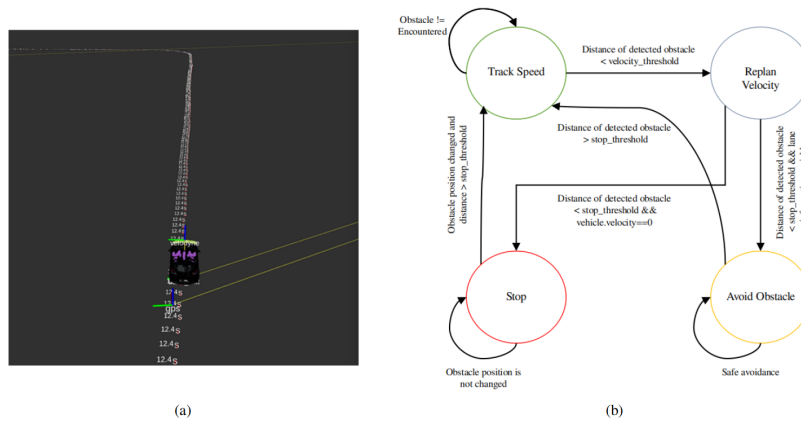 velodyne
gps
12.4s
12.4s
12.4s
12.4s
12.4s
(a)
Obstacle !=
Encountered
Track Speed
Distance of detected obstacle
< velocity_threshold
Replan
Velocity
Obstacle position changed and
distance > stop_threshold
Distance of detected obstacle
> stop_threshold
Distance of detected obstacle
< stop_threshold &&
vehicle.velocity==0
Distance of detected obstacle
< stop_threshold && lane
Stop
Avoid Obstacle
Obstacle position is
not changed
Safe avoidance
(b)